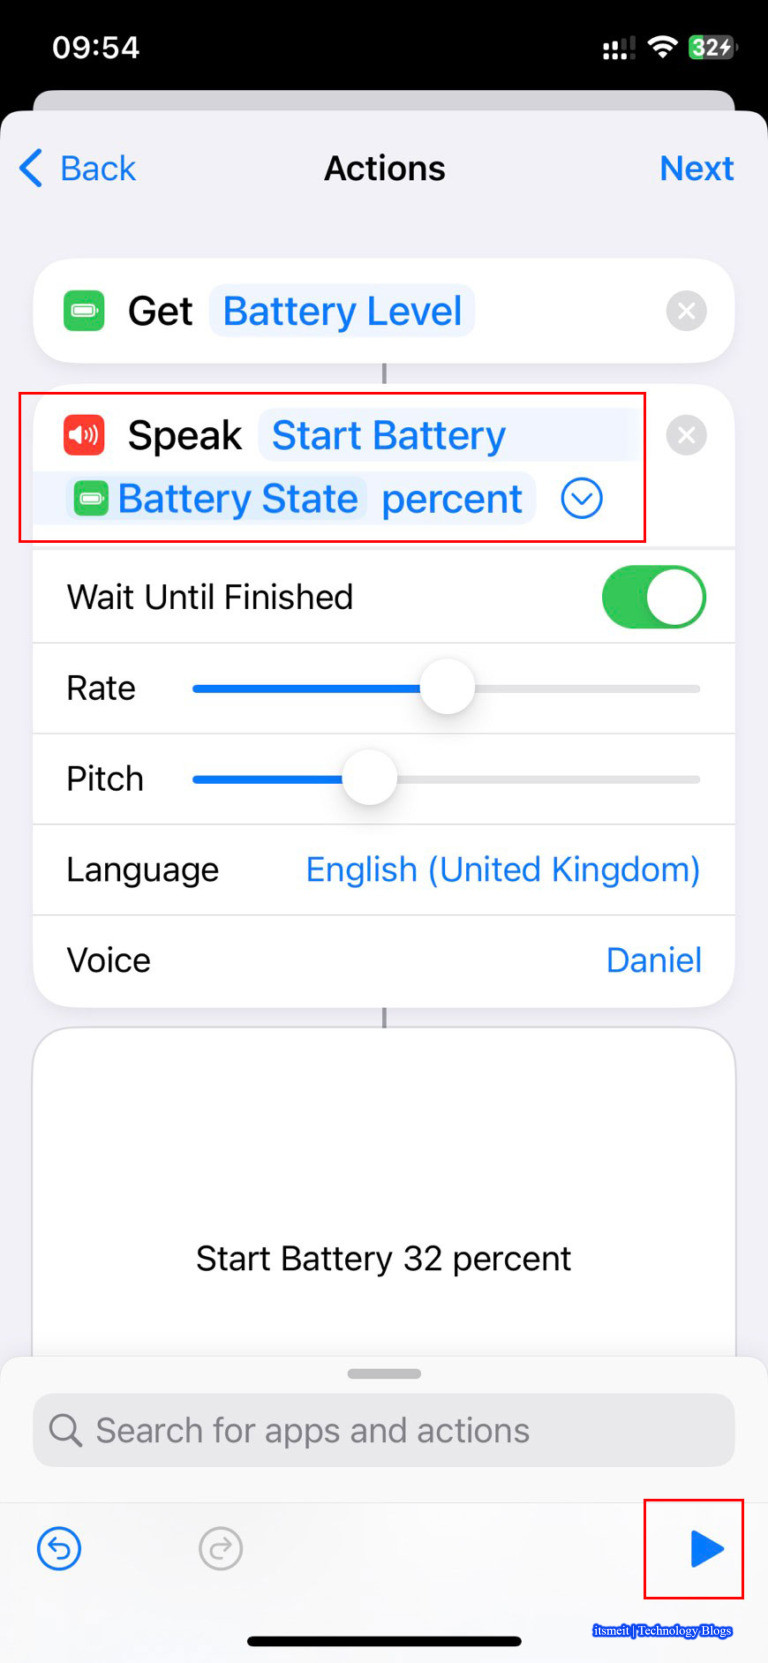 09:54
32
Back
Actions
Next
Get Battery Level
Speak Start Battery
Battery State percent
Wait Until Finished
Rate
Pitch
Language English (United Kingdom)
Voice Daniel
Start Battery 32 percent
Search for apps and actions
itsmeit | Technology Blogs